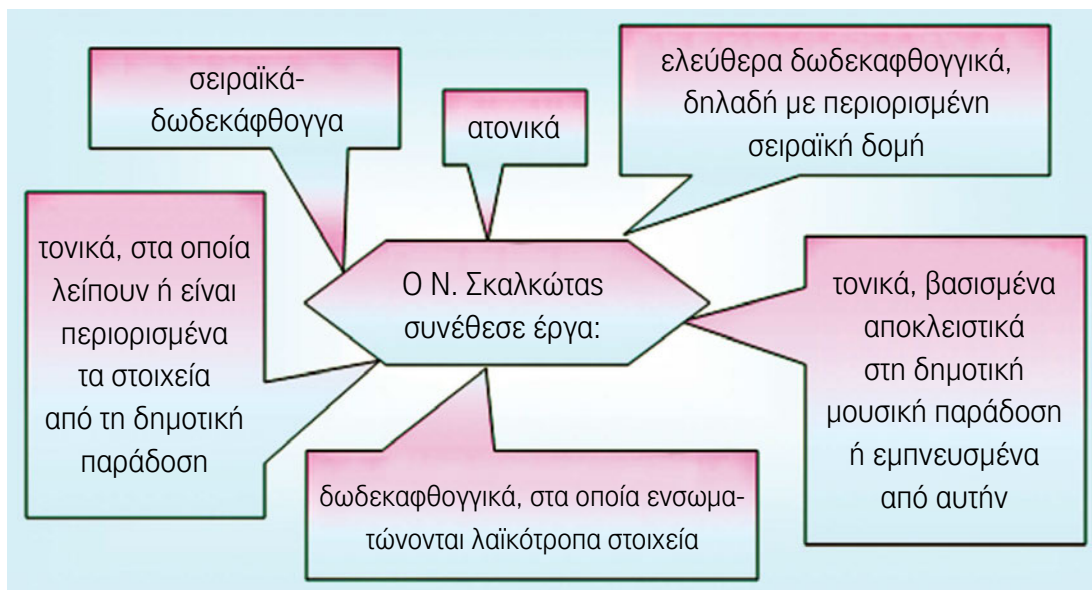 σειραϊκά-
δωδεκάφθογγα
ατονικά
ελεύθερα δωδεκαφθογγικά,
δηλαδή με περιορισμένη
σειραϊκή δομή
τονικά, στα οποία
λείπουν ή είναι
περιορισμένα
τα στοιχεία
από τη δημοτική
παράδοση
Ο Ν. Σκαλκώτας
συνέθεσε έργα:
τονικά, βασισμένα
αποκλειστικά
στη δημοτική
μουσική παράδοση
ή εμπνευσμένα
από αυτήν
δωδεκαφθογγικά, στα οποία ενσωμα-
τώνονται λαϊκότροπα στοιχεία